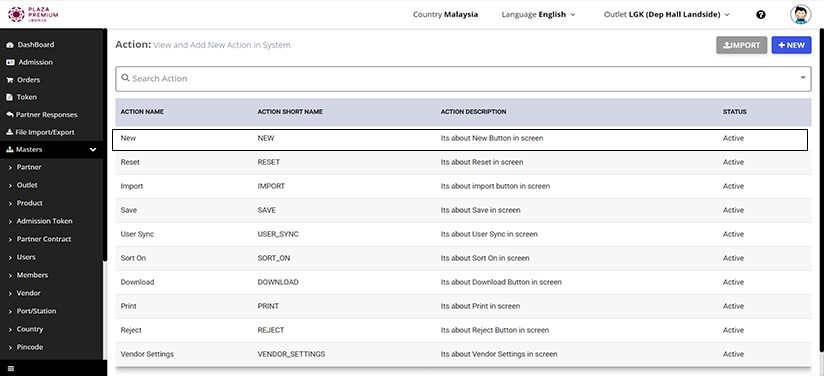 PLAZA
PREMIUM
LOUNGE
Country Malaysia
Language English
Outlet LGK (Dep Hall Landside)
DashBoard
Admission
Orders
Token
Partner Responses
File Import/Export
Masters
Partner
Outlet
Product
Admission Token
Partner Contract
Users
Members
Vendor
Port/Station
Country
Pincode
Action: View and Add New Action in System
IMPORT
+ NEW
Search Action
ACTION NAME ACTION SHORT NAME ACTION DESCRIPTION STATUS
New NEW Its about New Button in screen Active
Reset RESET Its about Reset in screen Active
Import IMPORT Its about import button in screen Active
Save SAVE Its about Save in screen Active
User Sync USER_SYNC Its about User Sync in screen Active
Sort On SORT_ON Its about Sort On in screen Active
Download DOWNLOAD Its about Download Button in screen Active
Print PRINT Its about Print in screen Active
Reject REJECT Its about Reject Button in screen Active
Vendor Settings VENDOR_SETTINGS Its about Vendor Settings in screen Active